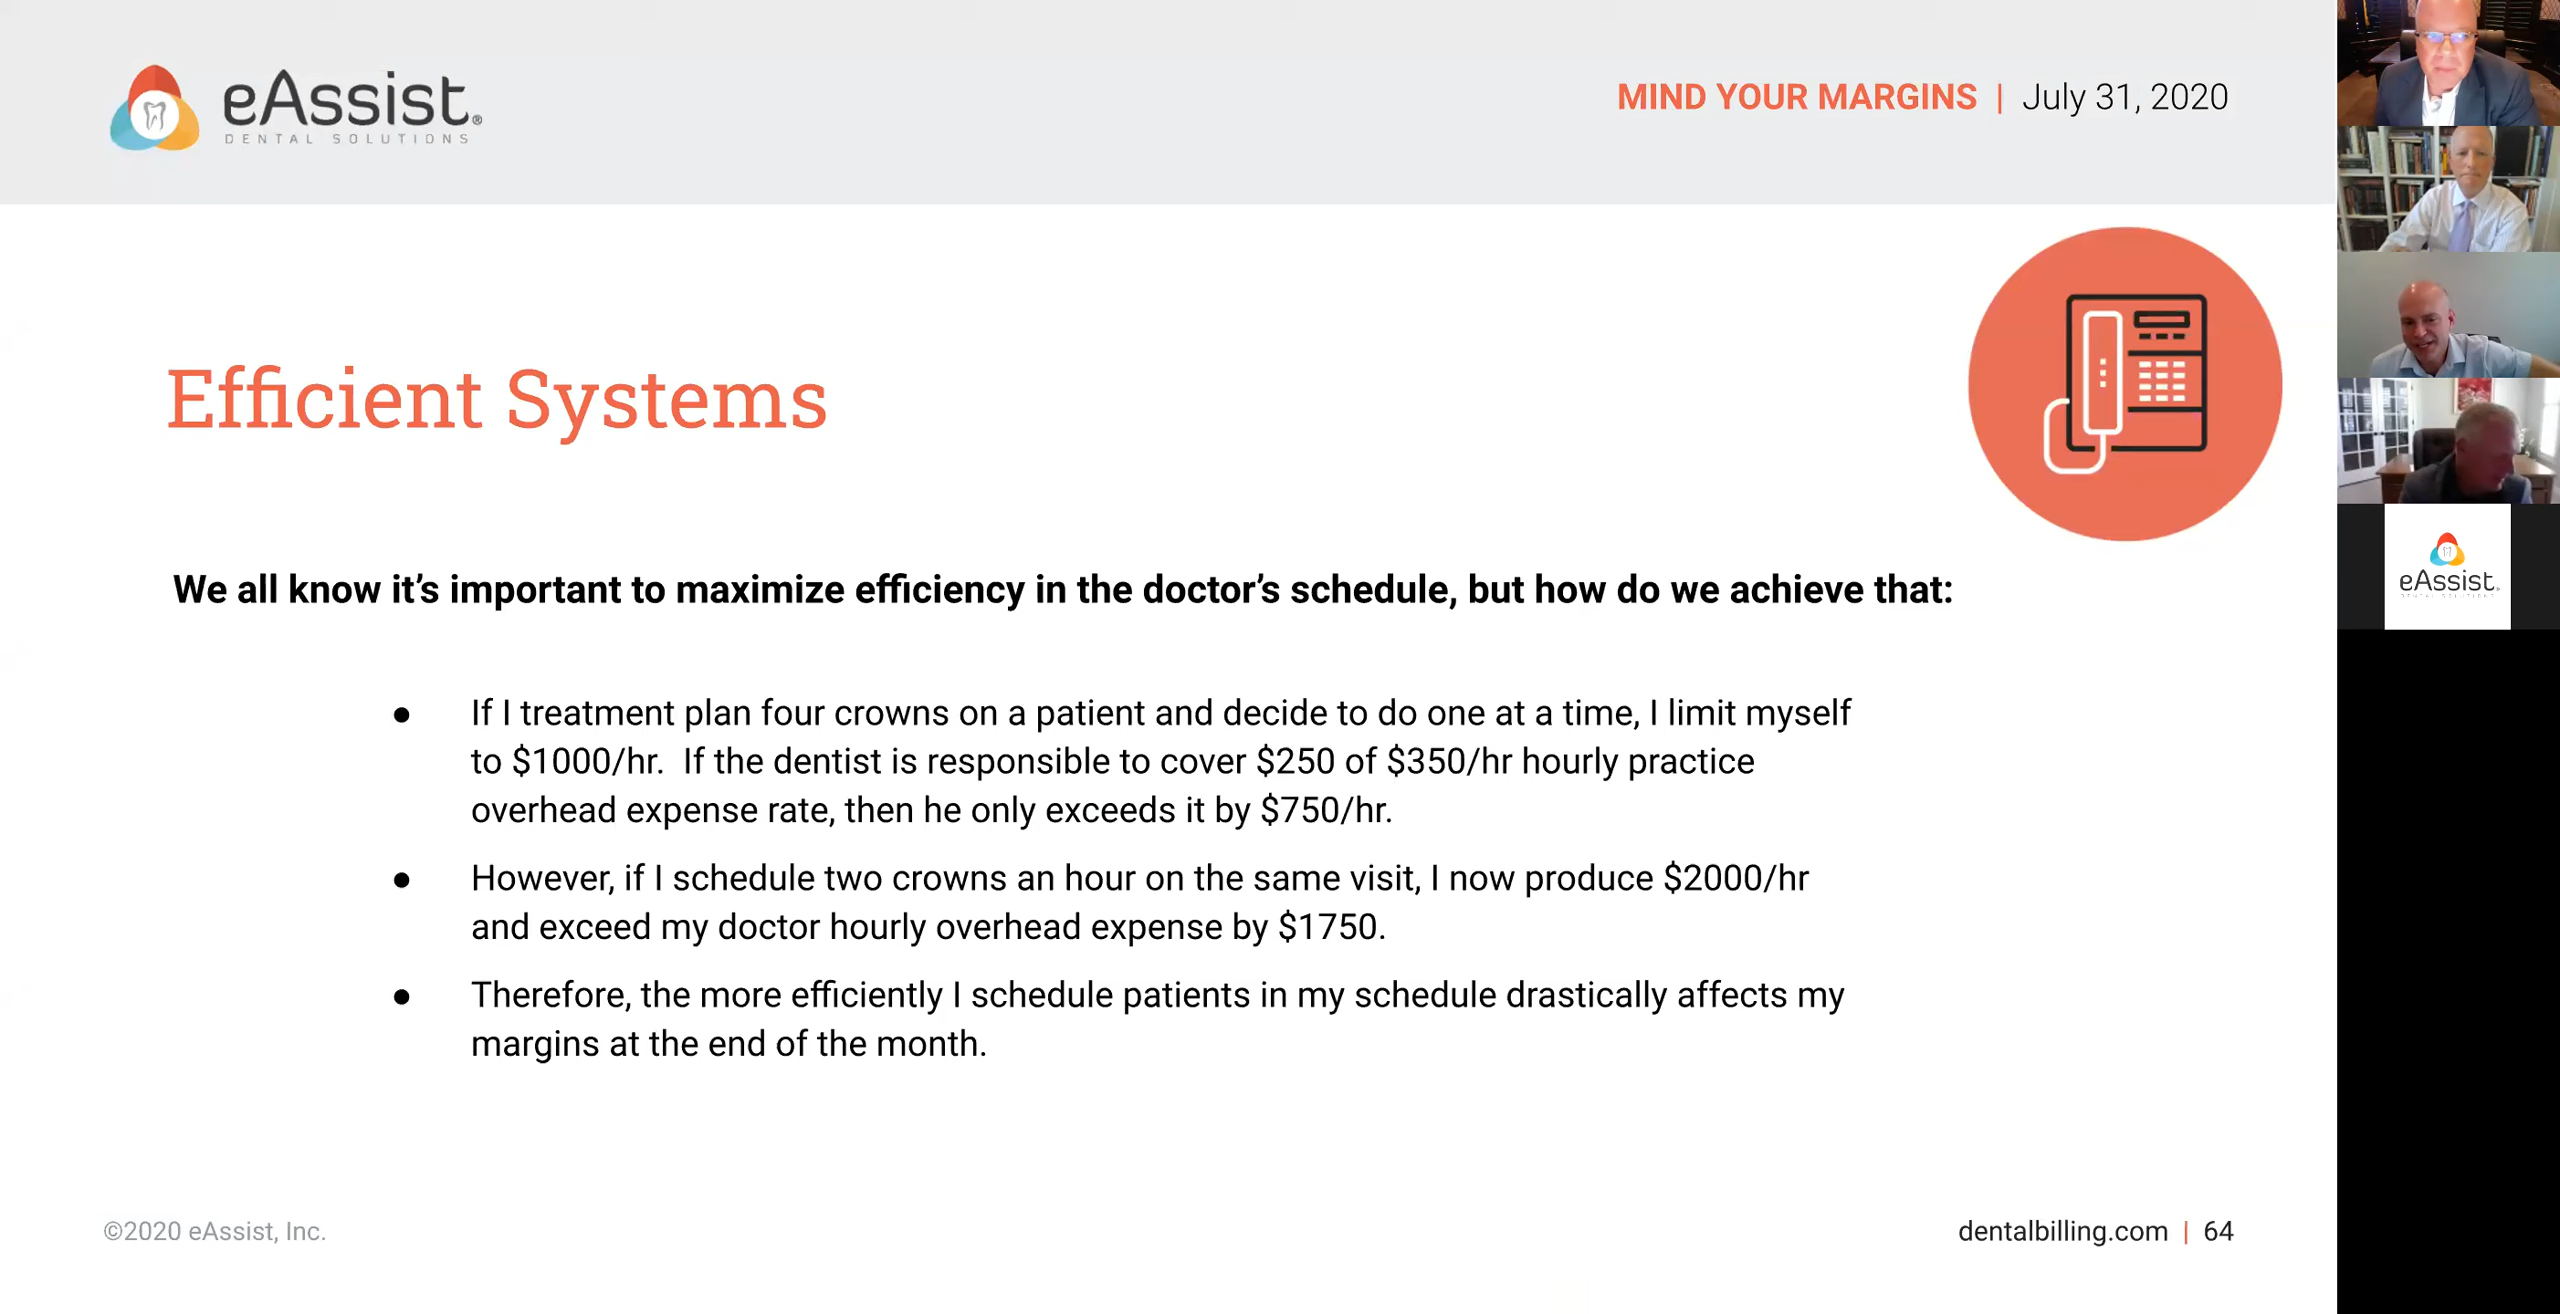 eAssist®
DENTAL SOLUTIONS
MIND YOUR MARGINS | July 31, 2020
Efficient Systems
We all know it’s important to maximize efficiency in the doctor’s schedule, but how do we achieve that:
● If I treatment plan four crowns on a patient and decide to do one at a time, I limit myself
to $1000/hr.  If the dentist is responsible to cover $250 of $350/hr hourly practice
overhead expense rate, then he only exceeds it by $750/hr.
● However, if I schedule two crowns an hour on the same visit, I now produce $2000/hr
and exceed my doctor hourly overhead expense by $1750.
● Therefore, the more efficiently I schedule patients in my schedule drastically affects my
margins at the end of the month.
©2020 eAssist, Inc.
dentalbilling.com | 64
eAssist®
DENTAL SOLUTIONS